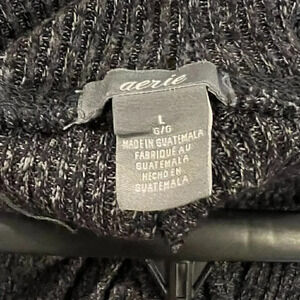 aerie
L
G/G
MADE IN GUATEMALA
FABRIQUÉ AU
GUATEMALA
HECHO EN
GUATEMALA